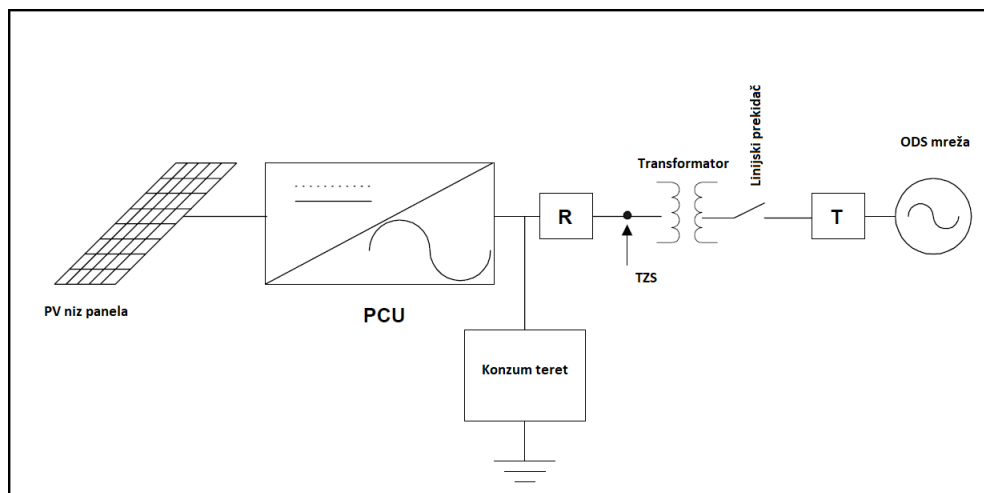 PV niz panela
PCU
Konzum teret
R
TZS
Transformator
Linijski prekidač
T
ODS mreža